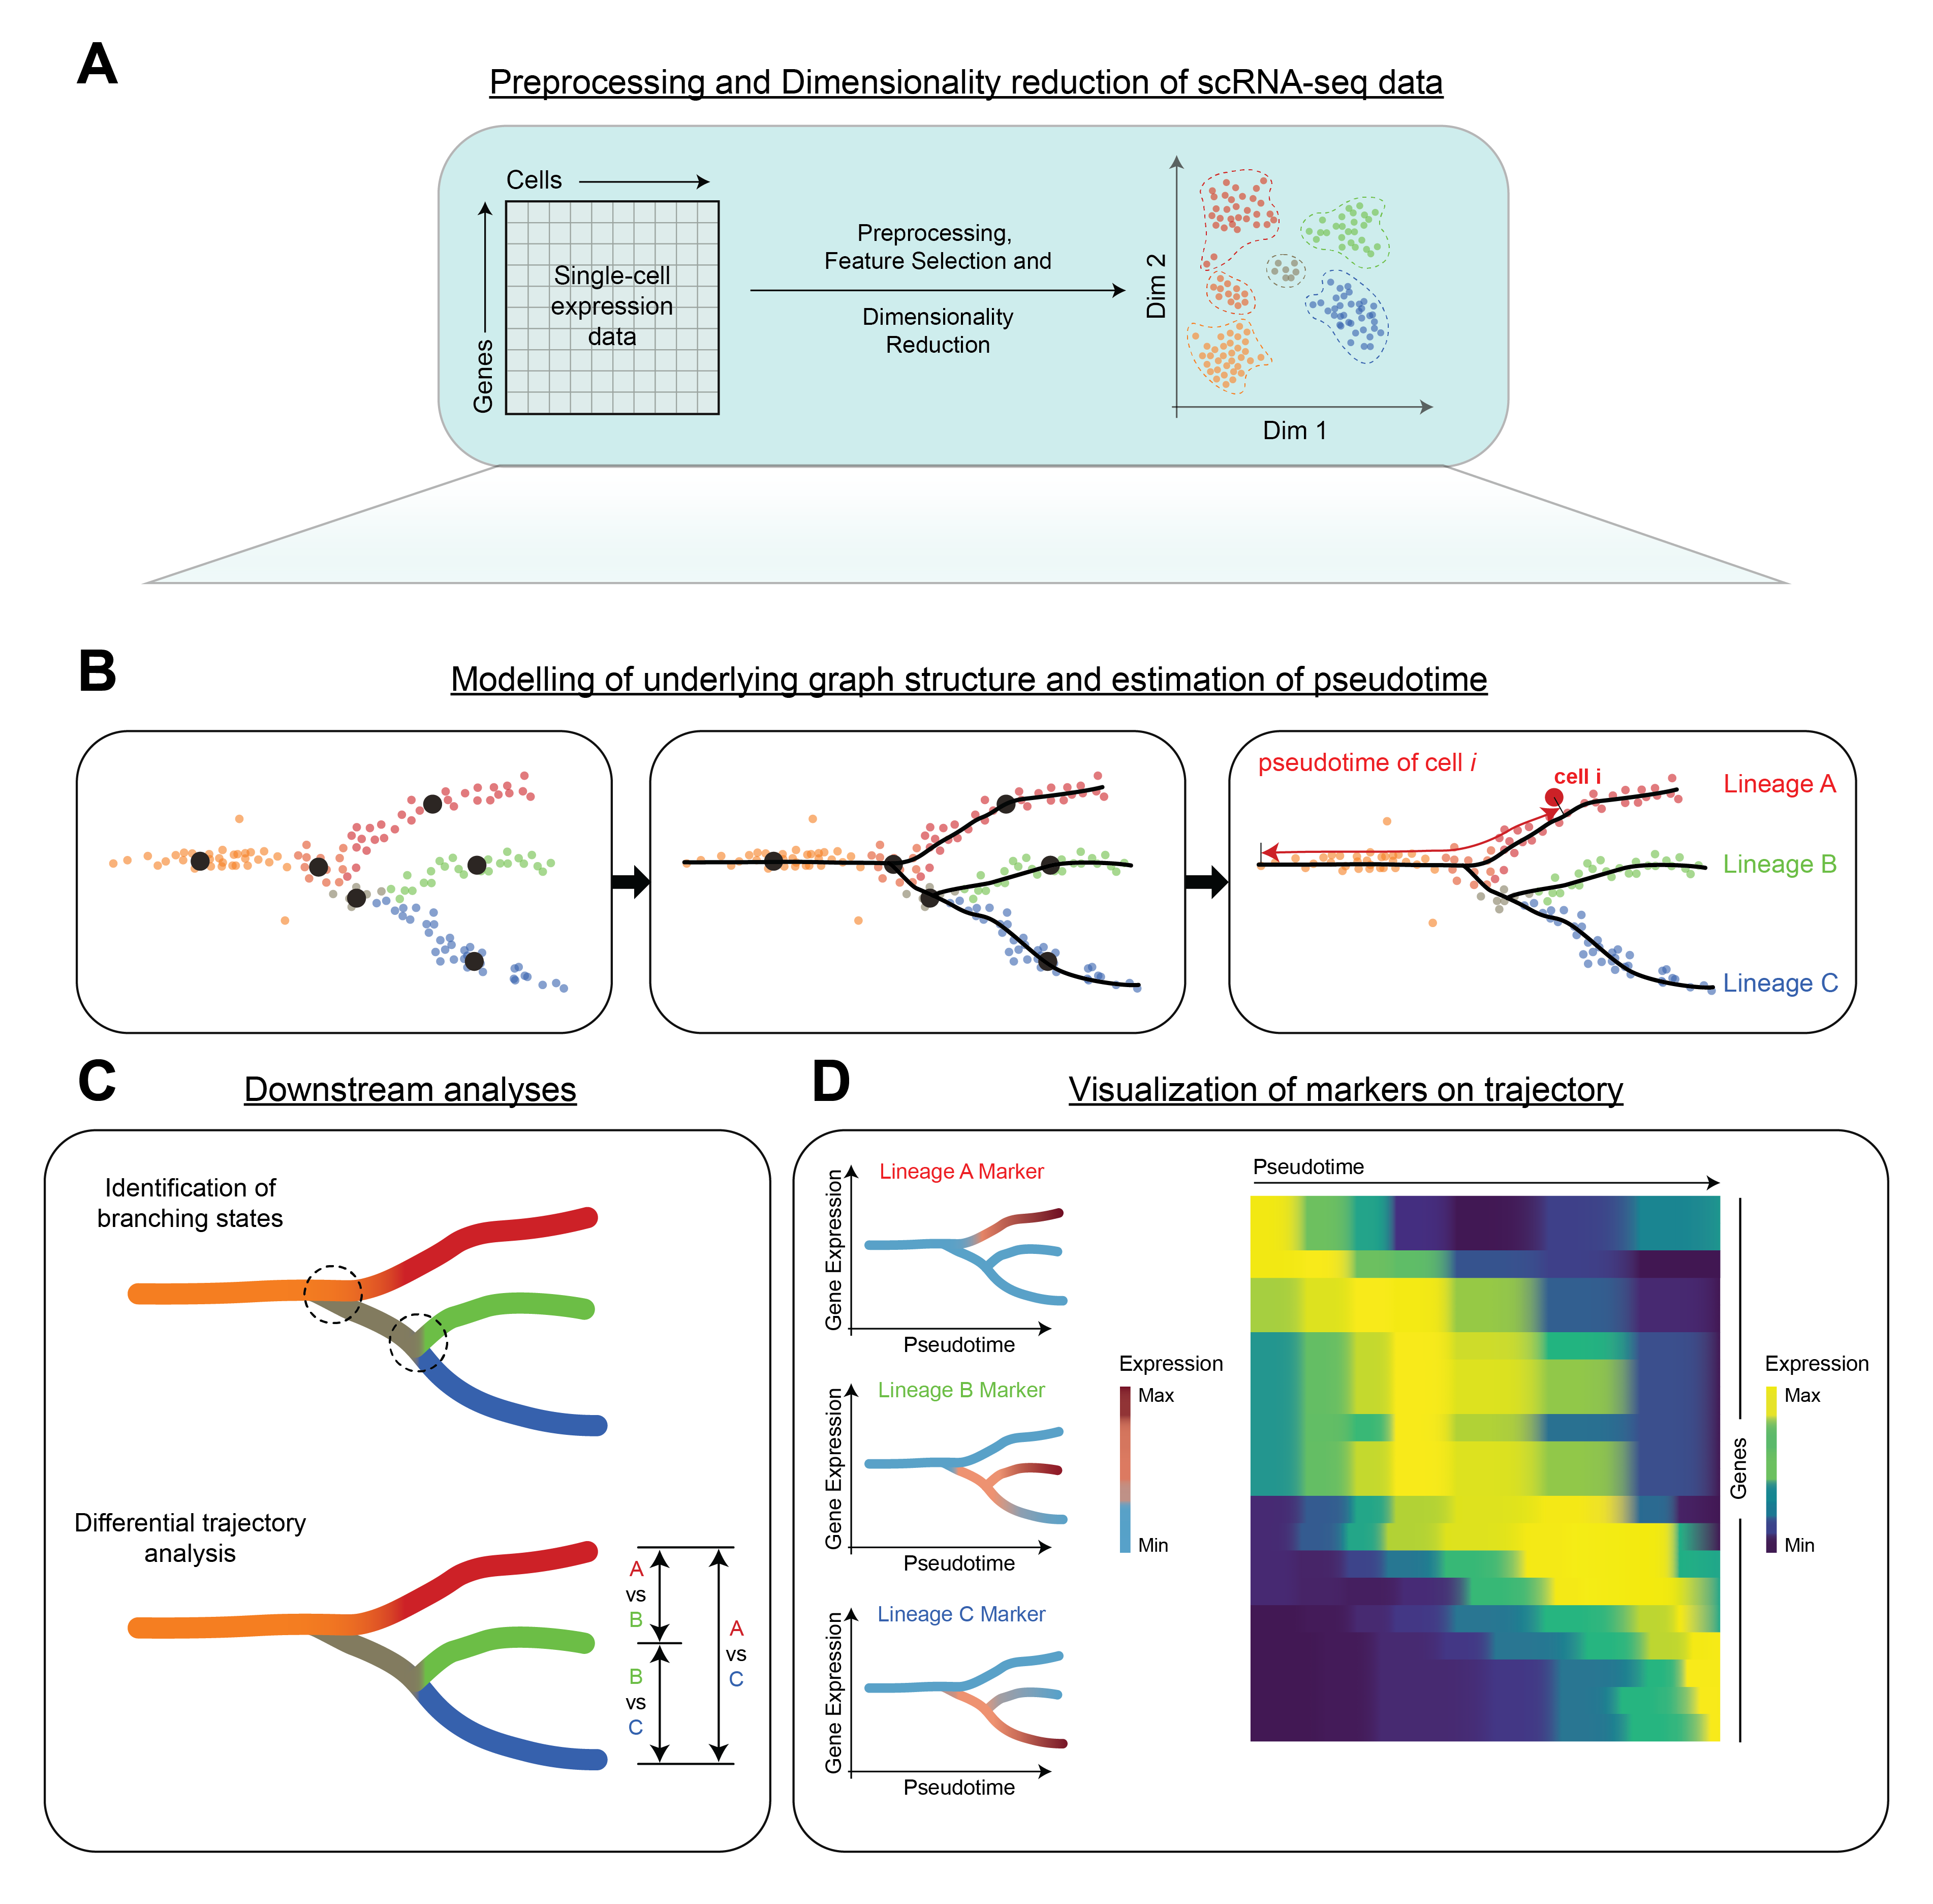 A
Preprocessing and Dimensionality reduction of scRNA-seq data
Cells
Genes
Single-cell
expression
data
Preprocessing,
Feature Selection and
Dimensionality
Reduction
Dim 2
Dim 1
B
Modelling of underlying graph structure and estimation of pseudotime
pseudotime of cell i
cell i
Lineage A
Lineage B
Lineage C
C
Downstream analyses
Identification of
branching states
Differential trajectory
analysis
A
vs
B
B
vs
C
A
vs
C
D
Visualization of markers on trajectory
Lineage A Marker
Gene Expression
Pseudotime
Lineage B Marker
Gene Expression
Pseudotime
Lineage C Marker
Gene Expression
Pseudotime
Expression
Max
Min
Pseudotime
Genes
Expression
Max
Min